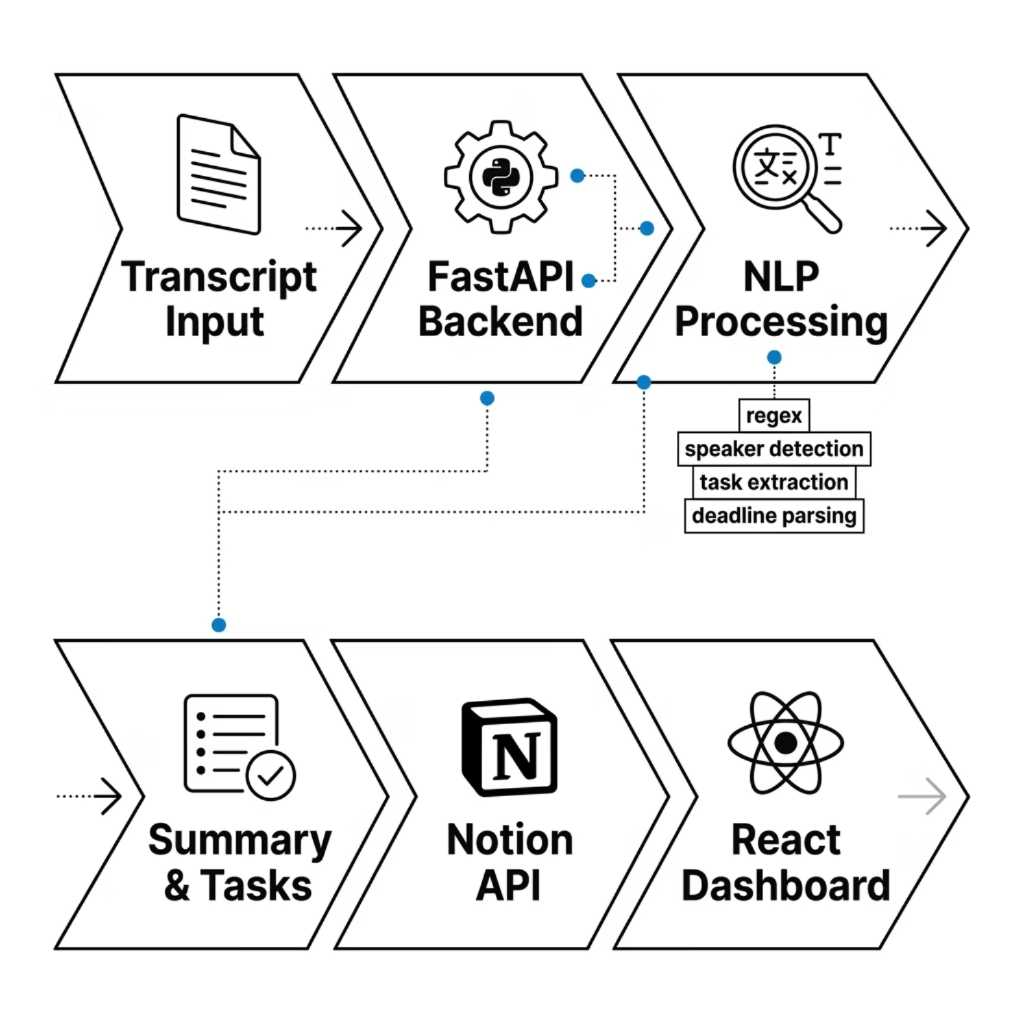 Transcript
Input
FastAPI
Backend
文
T
NLP
Processing
regex
speaker detection
task extraction
deadline parsing
Summary
& Tasks
N
Notion
API
React
Dashboard